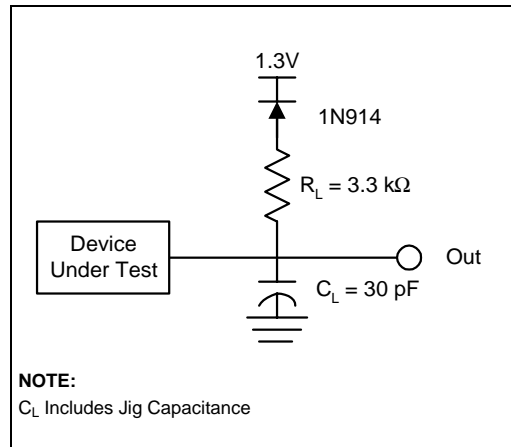 1.3V
1N914
R_L = 3.3 kΩ
Device
Under Test
Out
C_L = 30 pF
NOTE:
C_L Includes Jig Capacitance